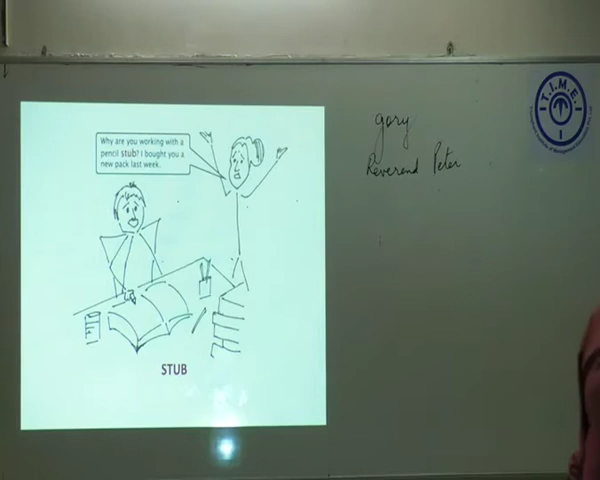 Why are you working with a
pencil stub? I bought you a
new pack last week.
STUB
gory
Reverend Peter
I.T.I.M.E.I